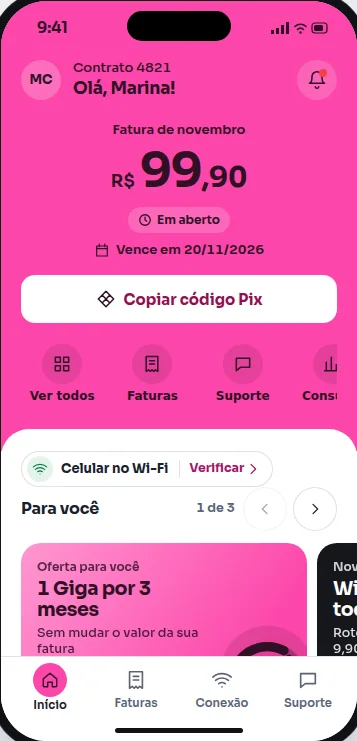 9:41
MC
Contrato 4821
Olá, Marina!
Fatura de novembro
R$ 99,90
Em aberto
Vence em 20/11/2026
Copiar código Pix
Ver todos
Faturas
Suporte
Celular no Wi-Fi
Verificar
Para você
1 de 3
Oferta para você
1 Giga por 3
meses
Sem mudar o valor da sua
fatura
9,90
Início
Faturas
Conexão
Suporte